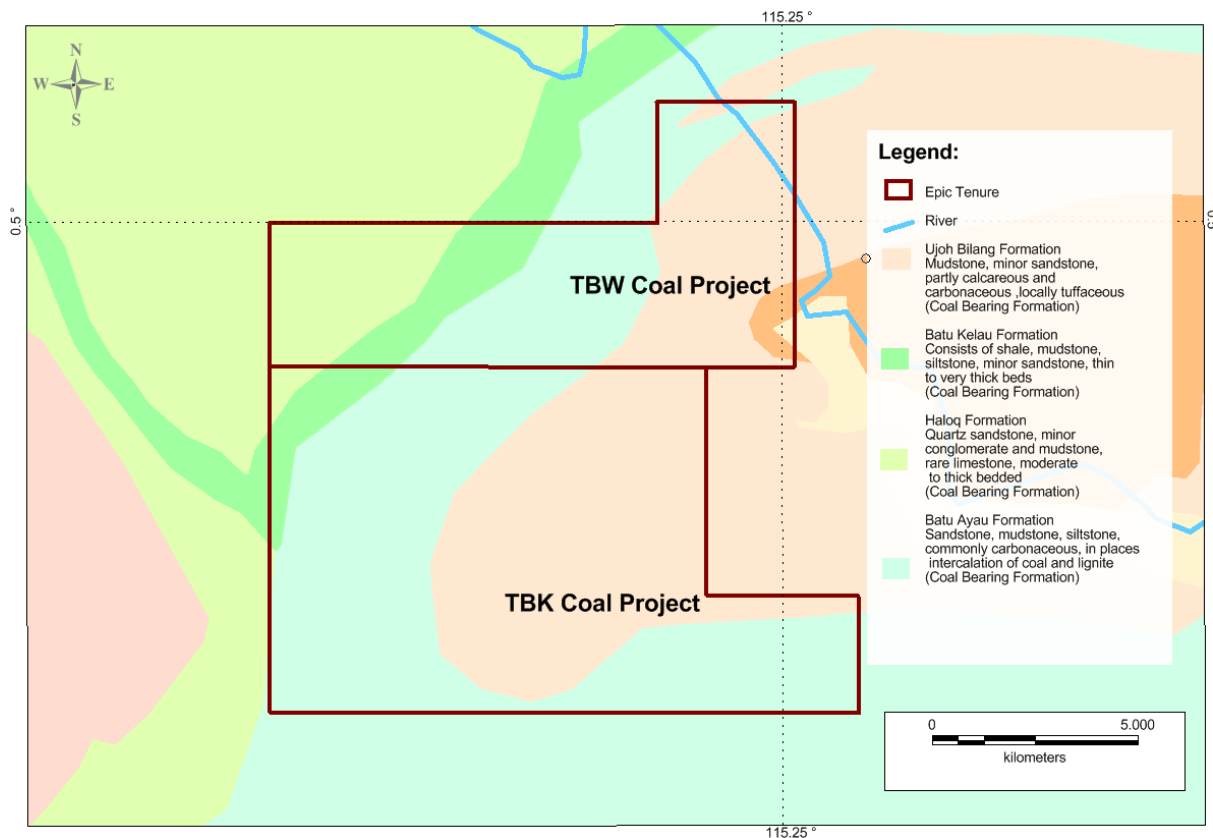 115.25 °
N
W E
S
0.5 °
0.5
Legend:
Epic Tenure
River
Ujoh Bilang Formation
Mudstone, minor sandstone,
partly calcareous and
carbonaceous ,locally tuffaceous
(Coal Bearing Formation)
Batu Kelau Formation
Consists of shale, mudstone,
siltstone, minor sandstone, thin
to very thick beds
(Coal Bearing Formation)
Haloq Formation
Quartz sandstone, minor
conglomerate and mudstone,
rare limestone, moderate
to thick bedded
(Coal Bearing Formation)
Batu Ayau Formation
Sandstone, mudstone, siltstone,
commonly carbonaceous, in places
intercalation of coal and lignite
(Coal Bearing Formation)
TBW Coal Project
TBK Coal Project
0 5.000
kilometers
115.25 °